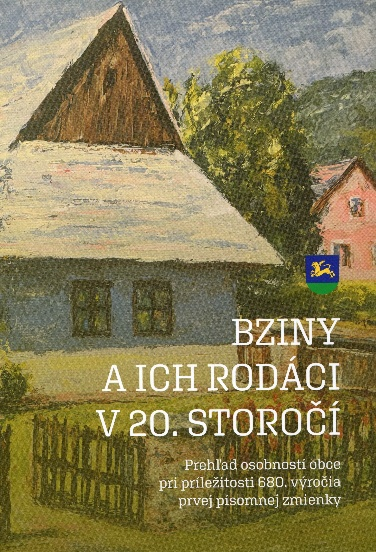 BZINY
A ICH RODÁCI
V 20. STOROČÍ
Prehľad osobností obce
pri príležitosti 680. výročia
prvej písomnej zmienky